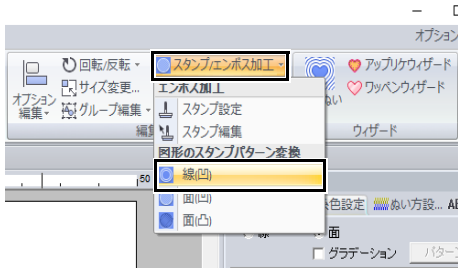 オプション
回転/反転
サイズ変更...
グループ編集
オプション
編集
スタンプ/エンボス加工
エンボス加工
スタンプ設定
スタンプ編集
図形のスタンプパターン変換
線(凹)
面(凹)
面(凸)
アップリケウィザード
ワッペンウィザード
ぬい
ウィザード
50
色設定
ぬい方設...
面
グラデーション
パターン